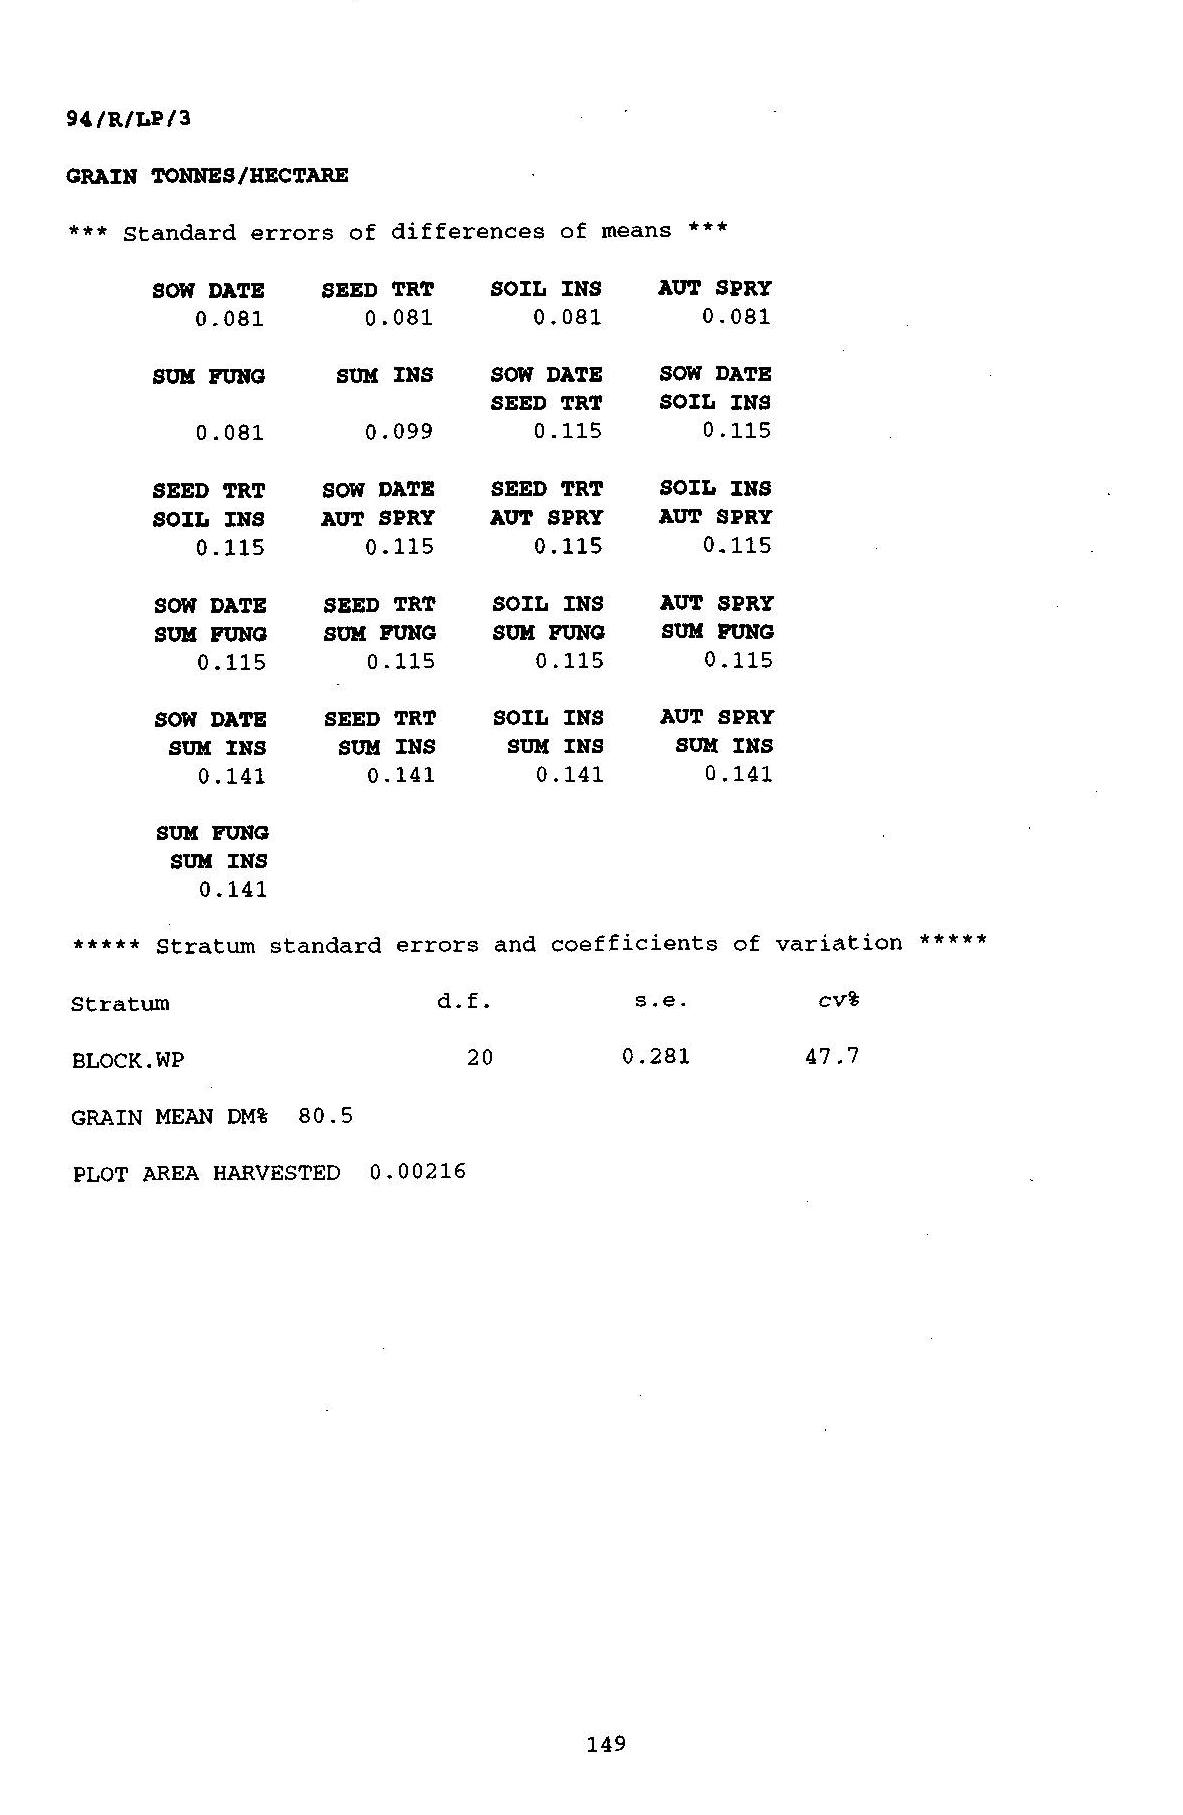 94/R/LP/3
GRAIN TONNES/HECTARE
*** Standard errors of differences of means ***
SOW DATE SEED TRT SOIL INS AUT SPRY
0.081 0.081 0.081 0.081
SUM FUNG SUM INS SOW DATE SOW DATE
SEED TRT SOIL INS
0.081 0.099 0.115 0.115
SEED TRT SOW DATE SEED TRT SOIL INS
SOIL INS AUT SPRY AUT SPRY AUT SPRY
0.115 0.115 0.115 0.115
SOW DATE SEED TRT SOIL INS AUT SPRY
SUM FUNG SUM FUNG SUM FUNG SUM FUNG
0.115 0.115 0.115 0.115
SOW DATE SEED TRT SOIL INS AUT SPRY
SUM INS SUM INS SUM INS SUM INS
0.141 0.141 0.141 0.141
SUM FUNG
SUM INS
0.141
***** Stratum standard errors and coefficients of variation *****
Stratum d.f. s.e. cv%
BLOCK.WP 20 0.281 47.7
GRAIN MEAN DM% 80.5
PLOT AREA HARVESTED 0.00216
149